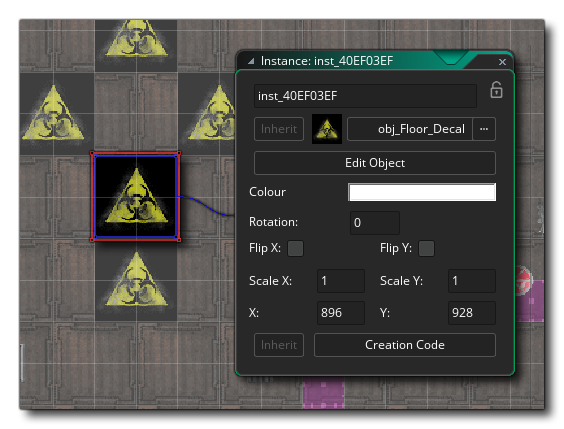 Instance: inst_40EF03EF
inst_40EF03EF
Inherit obj_Floor_Decal ...
Edit Object
Colour
Rotation: 0
Flip X: Flip Y:
Scale X: 1 Scale Y: 1
X: 896 Y: 928
Inherit Creation Code